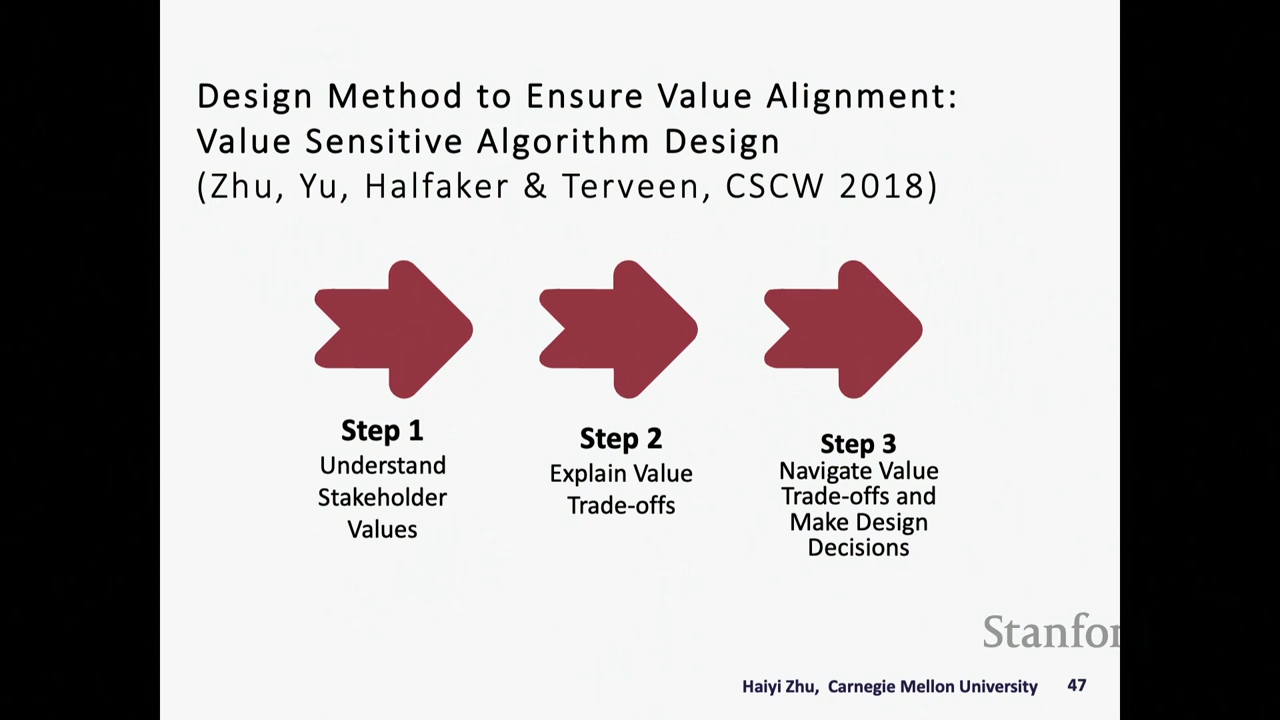 Design Method to Ensure Value Alignment:
Value Sensitive Algorithm Design
(Zhu, Yu, Halfaker & Terveen, CSCW 2018)
Step 1
Understand
Stakeholder
Values
Step 2
Explain Value
Trade-offs
Step 3
Navigate Value
Trade-offs and
Make Design
Decisions
Stanfor
Haiyi Zhu, Carnegie Mellon University 47